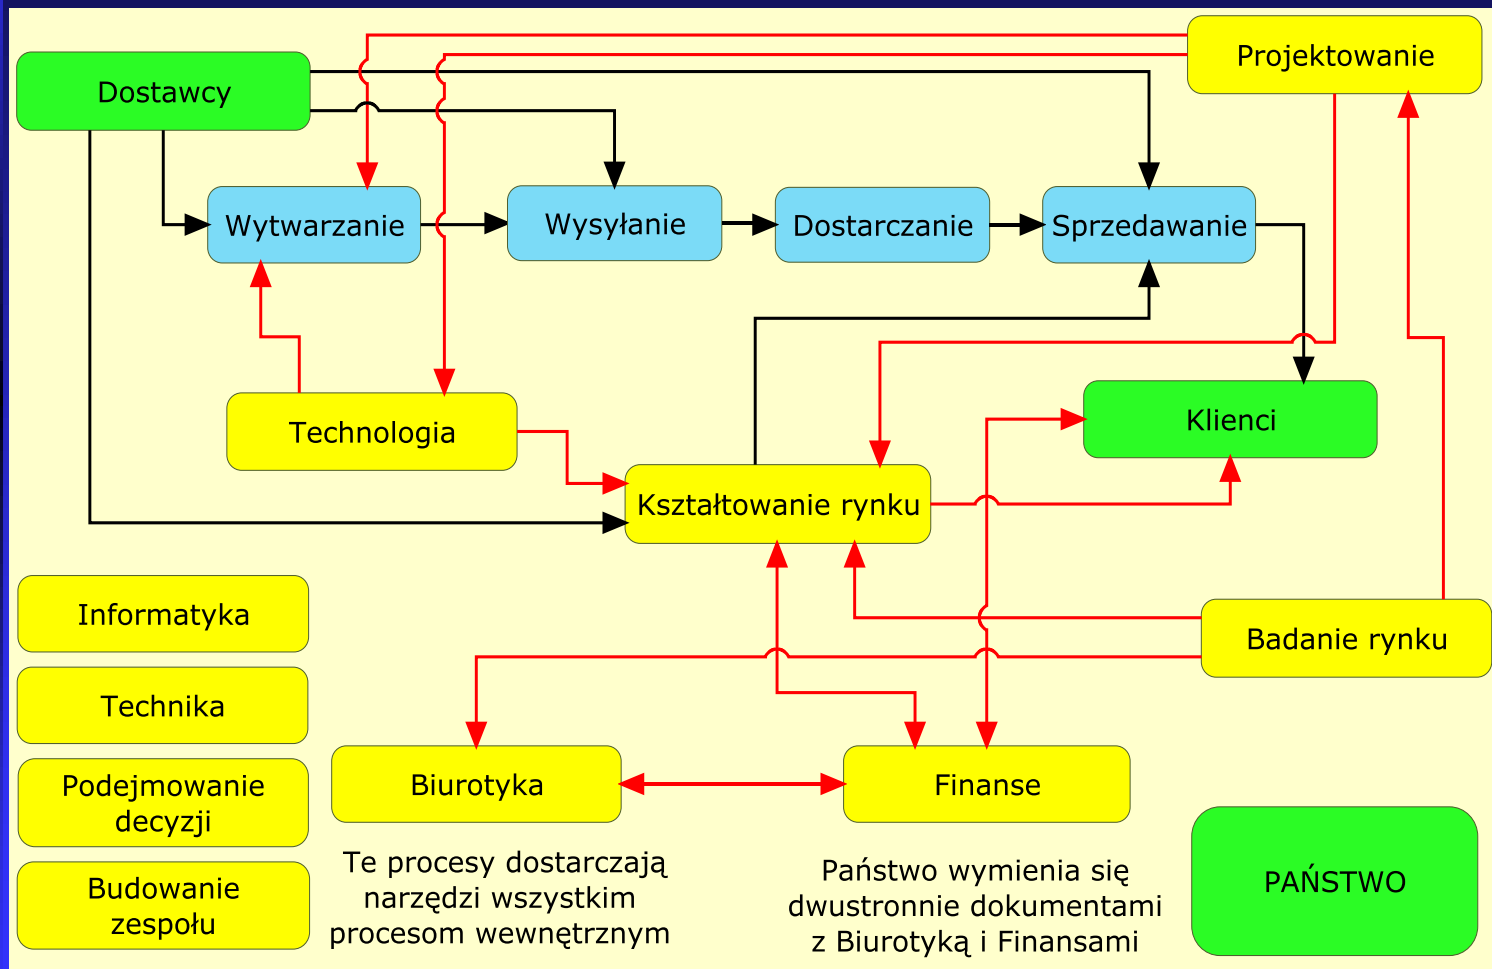 Projektowanie
Dostawcy
Wytwarzanie
Wysyłanie
Dostarczanie
Sprzedawanie
Technologia
Klienci
Kształtowanie rynku
Informatyka
Badanie rynku
Technika
Podejmowanie
decyzji
Biurotyka
Finanse
Budowanie
zespołu
Te procesy dostarczają
narzędzi wszystkim
procesom wewnętrznym
Państwo wymienia się
dwustronnie dokumentami
z Biurotyką i Finansami
PAŃSTWO